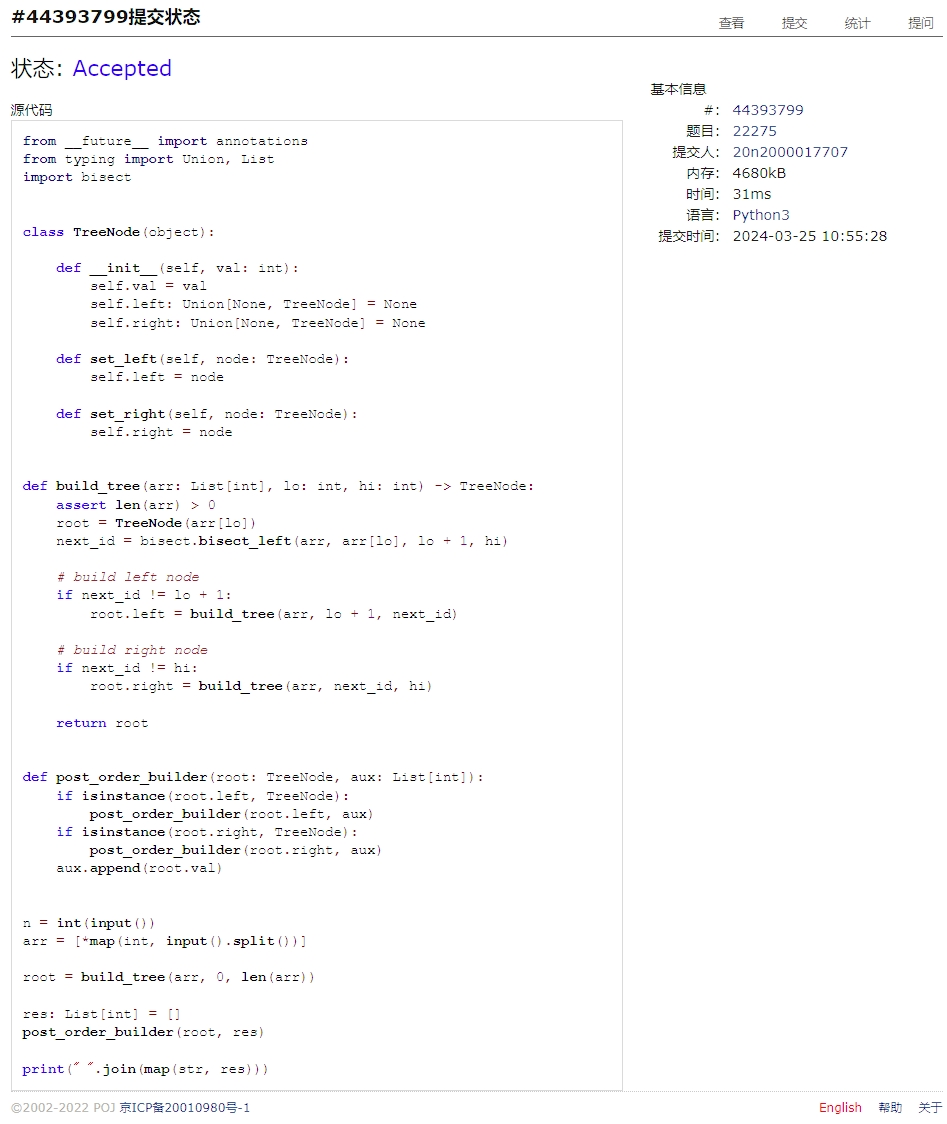 #44393799提交状态
查看 提交 统计 提问
状态: Accepted
基本信息
#: 44393799
题目: 22275
提交人: 20n2000017707
内存: 4680kB
时间: 31ms
语言: Python3
提交时间: 2024-03-25 10:55:28
源代码
from __future__ import annotations
from typing import Union, List
import bisect
class TreeNode(object):
    def __init__(self, val: int):
        self.val = val
        self.left: Union[None, TreeNode] = None
        self.right: Union[None, TreeNode] = None
    def set_left(self, node: TreeNode):
        self.left = node
    def set_right(self, node: TreeNode):
        self.right = node
def build_tree(arr: List[int], lo: int, hi: int) -> TreeNode:
    assert len(arr) > 0
    root = TreeNode(arr[lo])
    next_id = bisect.bisect_left(arr, arr[lo], lo + 1, hi)
    # build left node
    if next_id != lo + 1:
        root.left = build_tree(arr, lo + 1, next_id)
    # build right node
    if next_id != hi:
        root.right = build_tree(arr, next_id, hi)
    return root
def post_order_builder(root: TreeNode, aux: List[int]):
    if isinstance(root.left, TreeNode):
        post_order_builder(root.left, aux)
    if isinstance(root.right, TreeNode):
        post_order_builder(root.right, aux)
    aux.append(root.val)
n = int(input())
arr = [*map(int, input().split())]
root = build_tree(arr, 0, len(arr))
res: List[int] = []
post_order_builder(root, res)
print(" ".join(map(str, res)))
©2002-2022 POJ 京ICP备20010980号-1
English 帮助 关于